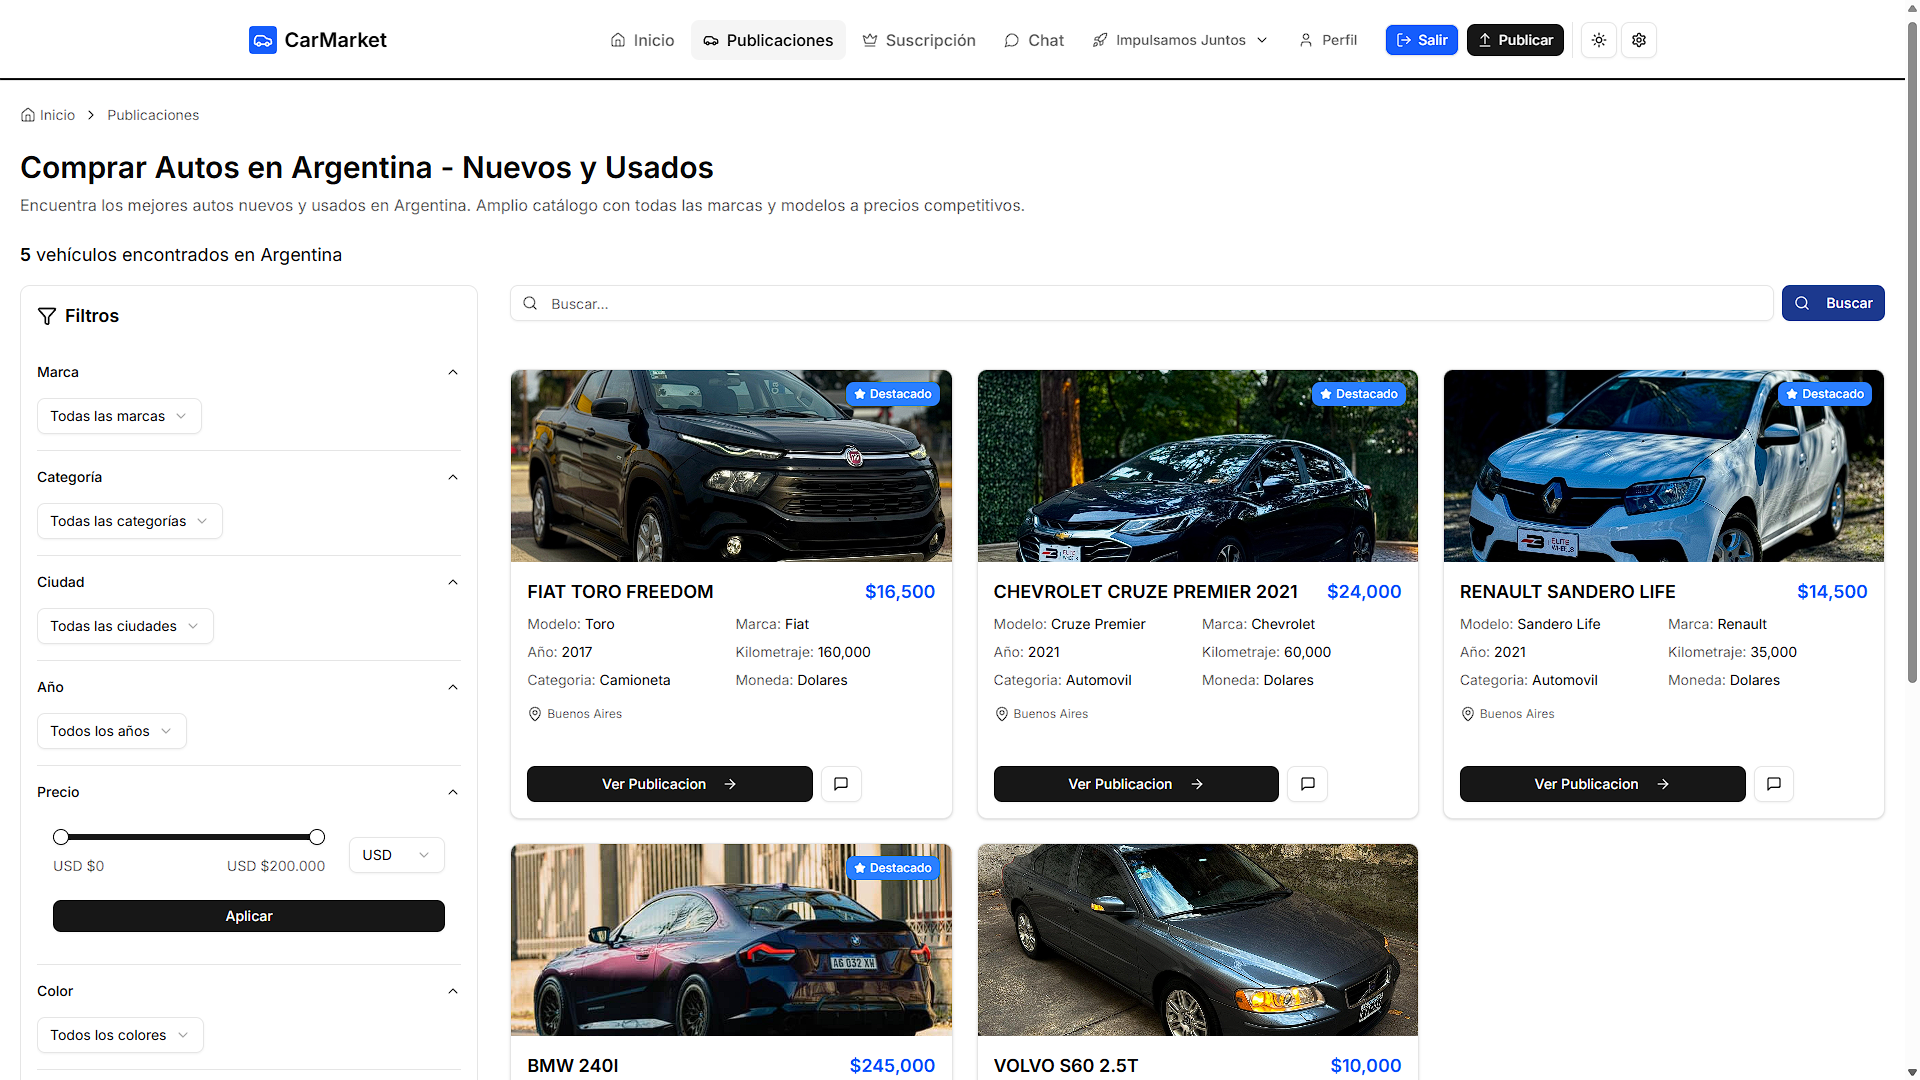 CarMarket
Inicio
Publicaciones
Suscripción
Chat
Impulsamos Juntos
Perfil
Salir
Publicar
Inicio
Publicaciones
Comprar Autos en Argentina - Nuevos y Usados
Encuentra los mejores autos nuevos y usados en Argentina. Amplio catálogo con todas las marcas y modelos a precios competitivos.
5 vehículos encontrados en Argentina
Filtros
Marca
Todas las marcas
Categoría
Todas las categorías
Ciudad
Todas las ciudades
Año
Todos los años
Precio
USD $0
USD $200.000
USD
Aplicar
Color
Todos los colores
Buscar...
Buscar
Destacado
FIAT TORO FREEDOM
$16,500
Modelo: Toro
Marca: Fiat
Año: 2017
Kilometraje: 160,000
Categoria: Camioneta
Moneda: Dolares
Buenos Aires
Ver Publicacion
Destacado
CHEVROLET CRUZE PREMIER 2021
$24,000
Modelo: Cruze Premier
Marca: Chevrolet
Año: 2021
Kilometraje: 60,000
Categoria: Automovil
Moneda: Dolares
Buenos Aires
Ver Publicacion
Destacado
ELITE
WHEELS
RENAULT SANDERO LIFE
$14,500
Modelo: Sandero Life
Marca: Renault
Año: 2021
Kilometraje: 35,000
Categoria: Automovil
Moneda: Dolares
Buenos Aires
Ver Publicacion
Destacado
AG 032 XH
BMW 240I
$245,000
VOLVO S60 2.5T
$10,000